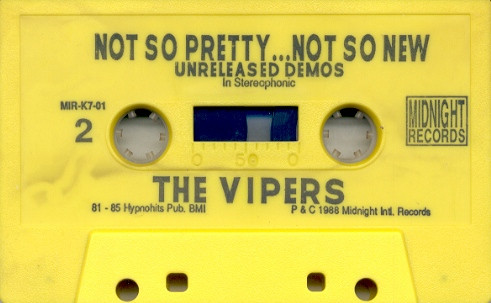 NOT SO PRETTY...NOT SO NEW
UNRELEASED DEMOS
In Stereophonic
MIR-K7-01
2
MIDNIGHT
RECORDS
0 50 0
THE VIPERS
81 - 85 Hypnohits Pub. BMI
P & C 1988 Midnight Intl. Records